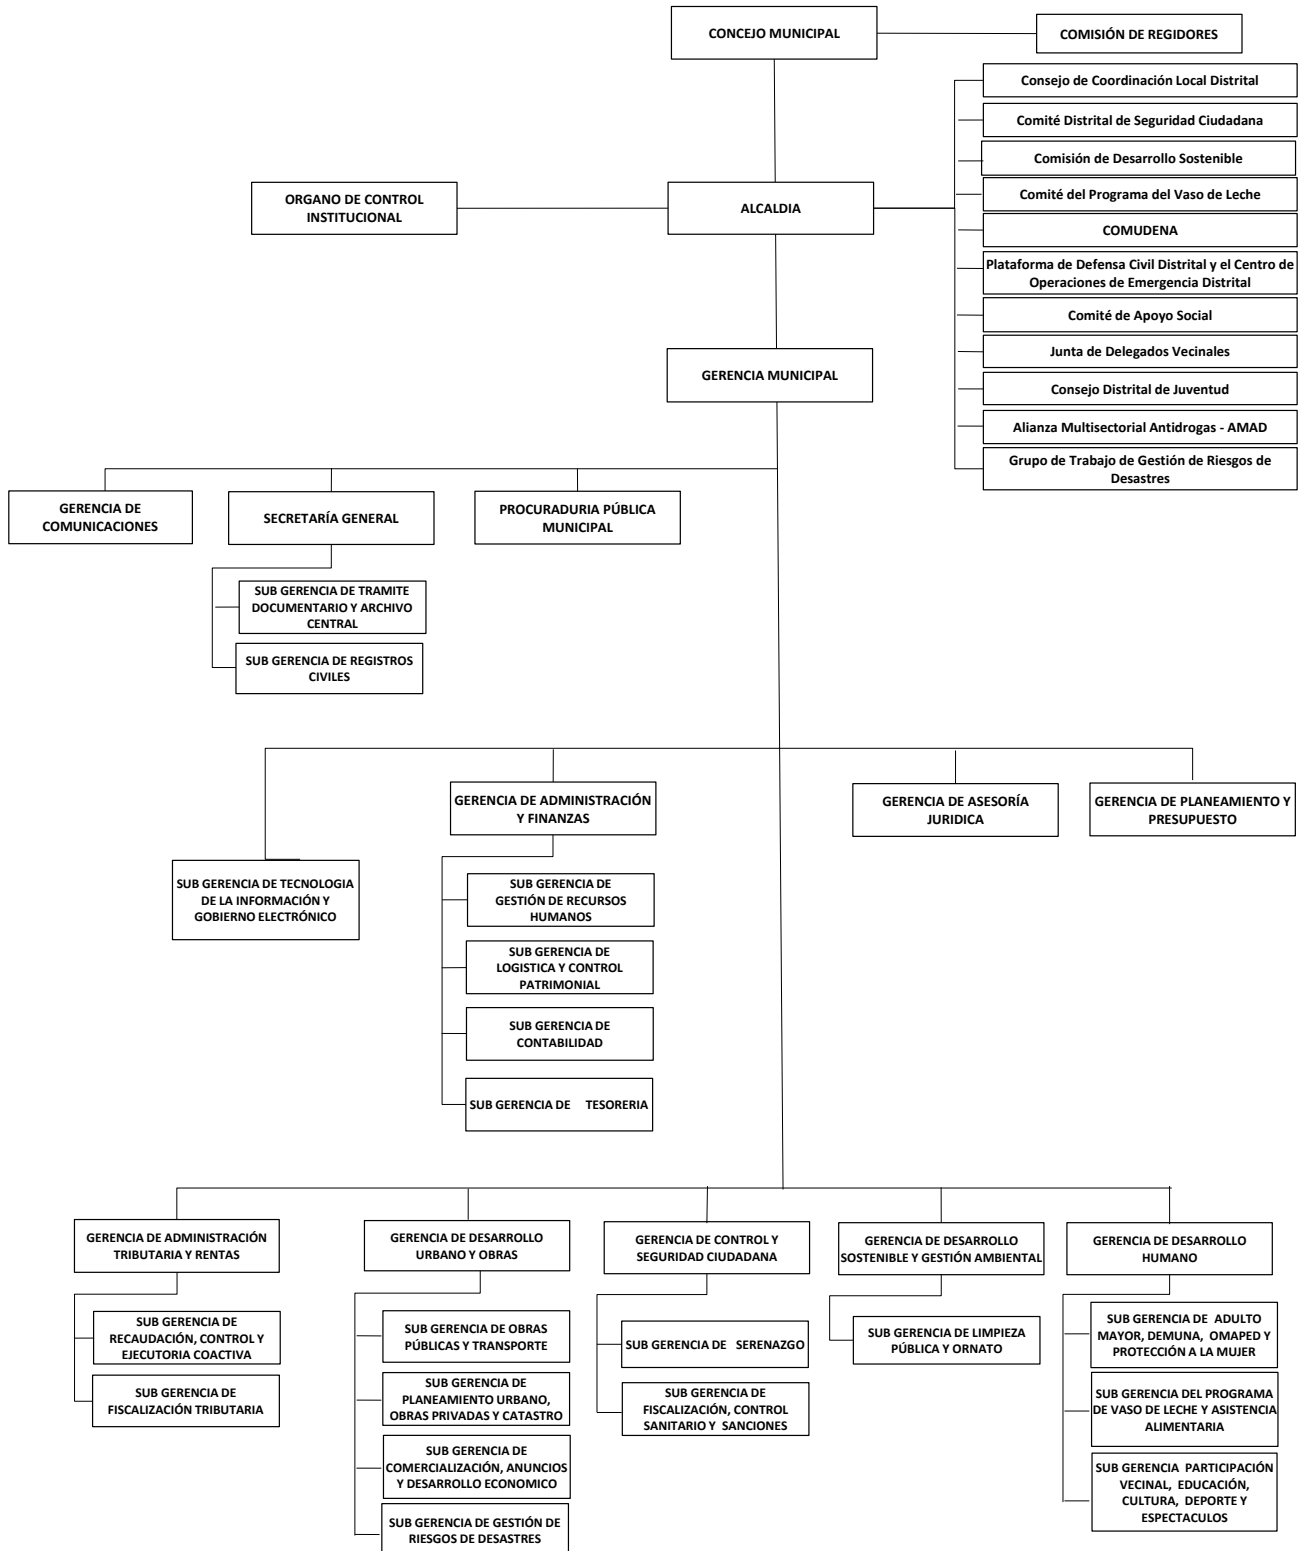 CONCEJO MUNICIPAL
COMISIÓN DE REGIDORES
Consejo de Coordinación Local Distrital
Comité Distrital de Seguridad Ciudadana
Comisión de Desarrollo Sostenible
Comité del Programa del Vaso de Leche
COMUDENA
Plataforma de Defensa Civil Distrital y el Centro de
Operaciones de Emergencia Distrital
Comité de Apoyo Social
Junta de Delegados Vecinales
Consejo Distrital de Juventud
Alianza Multisectorial Antidrogas - AMAD
Grupo de Trabajo de Gestión de Riesgos de
Desastres
ORGANO DE CONTROL
INSTITUCIONAL
ALCALDIA
GERENCIA MUNICIPAL
GERENCIA DE
COMUNICACIONES
SECRETARÍA GENERAL
PROCURADURIA PÚBLICA
MUNICIPAL
SUB GERENCIA DE TRAMITE
DOCUMENTARIO Y ARCHIVO
CENTRAL
SUB GERENCIA DE REGISTROS
CIVILES
GERENCIA DE ADMINISTRACIÓN
Y FINANZAS
GERENCIA DE ASESORÍA
JURIDICA
GERENCIA DE PLANEAMIENTO Y
PRESUPUESTO
SUB GERENCIA DE TECNOLOGIA
DE LA INFORMACIÓN Y
GOBIERNO ELECTRÓNICO
SUB GERENCIA DE
GESTIÓN DE RECURSOS
HUMANOS
SUB GERENCIA DE
LOGISTICA Y CONTROL
PATRIMONIAL
SUB GERENCIA DE
CONTABILIDAD
SUB GERENCIA DE TESORERIA
GERENCIA DE ADMINISTRACIÓN
TRIBUTARIA Y RENTAS
SUB GERENCIA DE
RECAUDACIÓN, CONTROL Y
EJECUTORIA COACTIVA
SUB GERENCIA DE
FISCALIZACIÓN TRIBUTARIA
GERENCIA DE DESARROLLO
URBANO Y OBRAS
SUB GERENCIA DE OBRAS
PÚBLICAS Y TRANSPORTE
SUB GERENCIA DE
PLANEAMIENTO URBANO,
OBRAS PRIVADAS Y CATASTRO
SUB GERENCIA DE
COMERCIALIZACIÓN, ANUNCIOS
Y DESARROLLO ECONOMICO
SUB GERENCIA DE GESTIÓN DE
RIESGOS DE DESASTRES
GERENCIA DE CONTROL Y
SEGURIDAD CIUDADANA
SUB GERENCIA DE SERENAZGO
SUB GERENCIA DE
FISCALIZACIÓN, CONTROL
SANITARIO Y SANCIONES
GERENCIA DE DESARROLLO
SOSTENIBLE Y GESTIÓN AMBIENTAL
SUB GERENCIA DE LIMPIEZA
PÚBLICA Y ORNATO
GERENCIA DE DESARROLLO
HUMANO
SUB GERENCIA DE ADULTO
MAYOR, DEMUNA, OMAPED Y
PROTECCIÓN A LA MUJER
SUB GERENCIA DEL PROGRAMA
DE VASO DE LECHE Y ASISTENCIA
ALIMENTARIA
SUB GERENCIA PARTICIPACIÓN
VECINAL, EDUCACIÓN,
CULTURA, DEPORTE Y
ESPECTACULOS